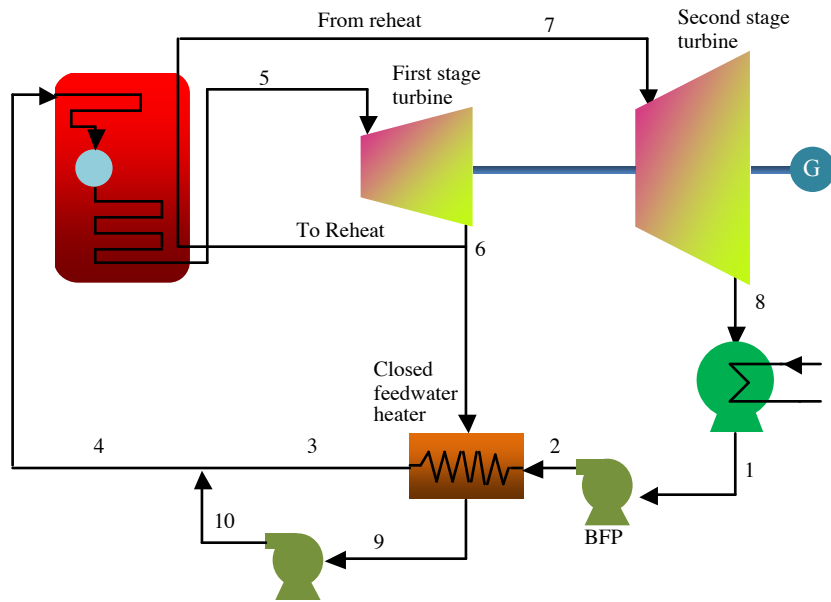 From reheat
7
Second stage
turbine
5
First stage
turbine
G
To Reheat
6
8
Closed
feedwater
heater
4
3
2
1
10
9
BFP